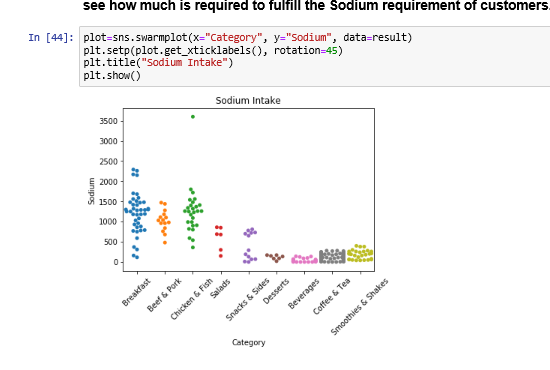 see how much is required to fulfill the Sodium requirement of customers.
In [44]: plot=sns.swarmplot(x="Category", y="Sodium", data=result)
plt.setp(plot.get_xticklabels(), rotation=45)
plt.title("Sodium Intake")
plt.show()
Sodium Intake
3500
3000
2500
2000
1500
1000
500
0
Sodium
Breakfast
Beef & Pork
Chicken & Fish
Salads
Snacks & Sides
Desserts
Beverages
Coffee & Tea
Smoothies & Shakes
Category